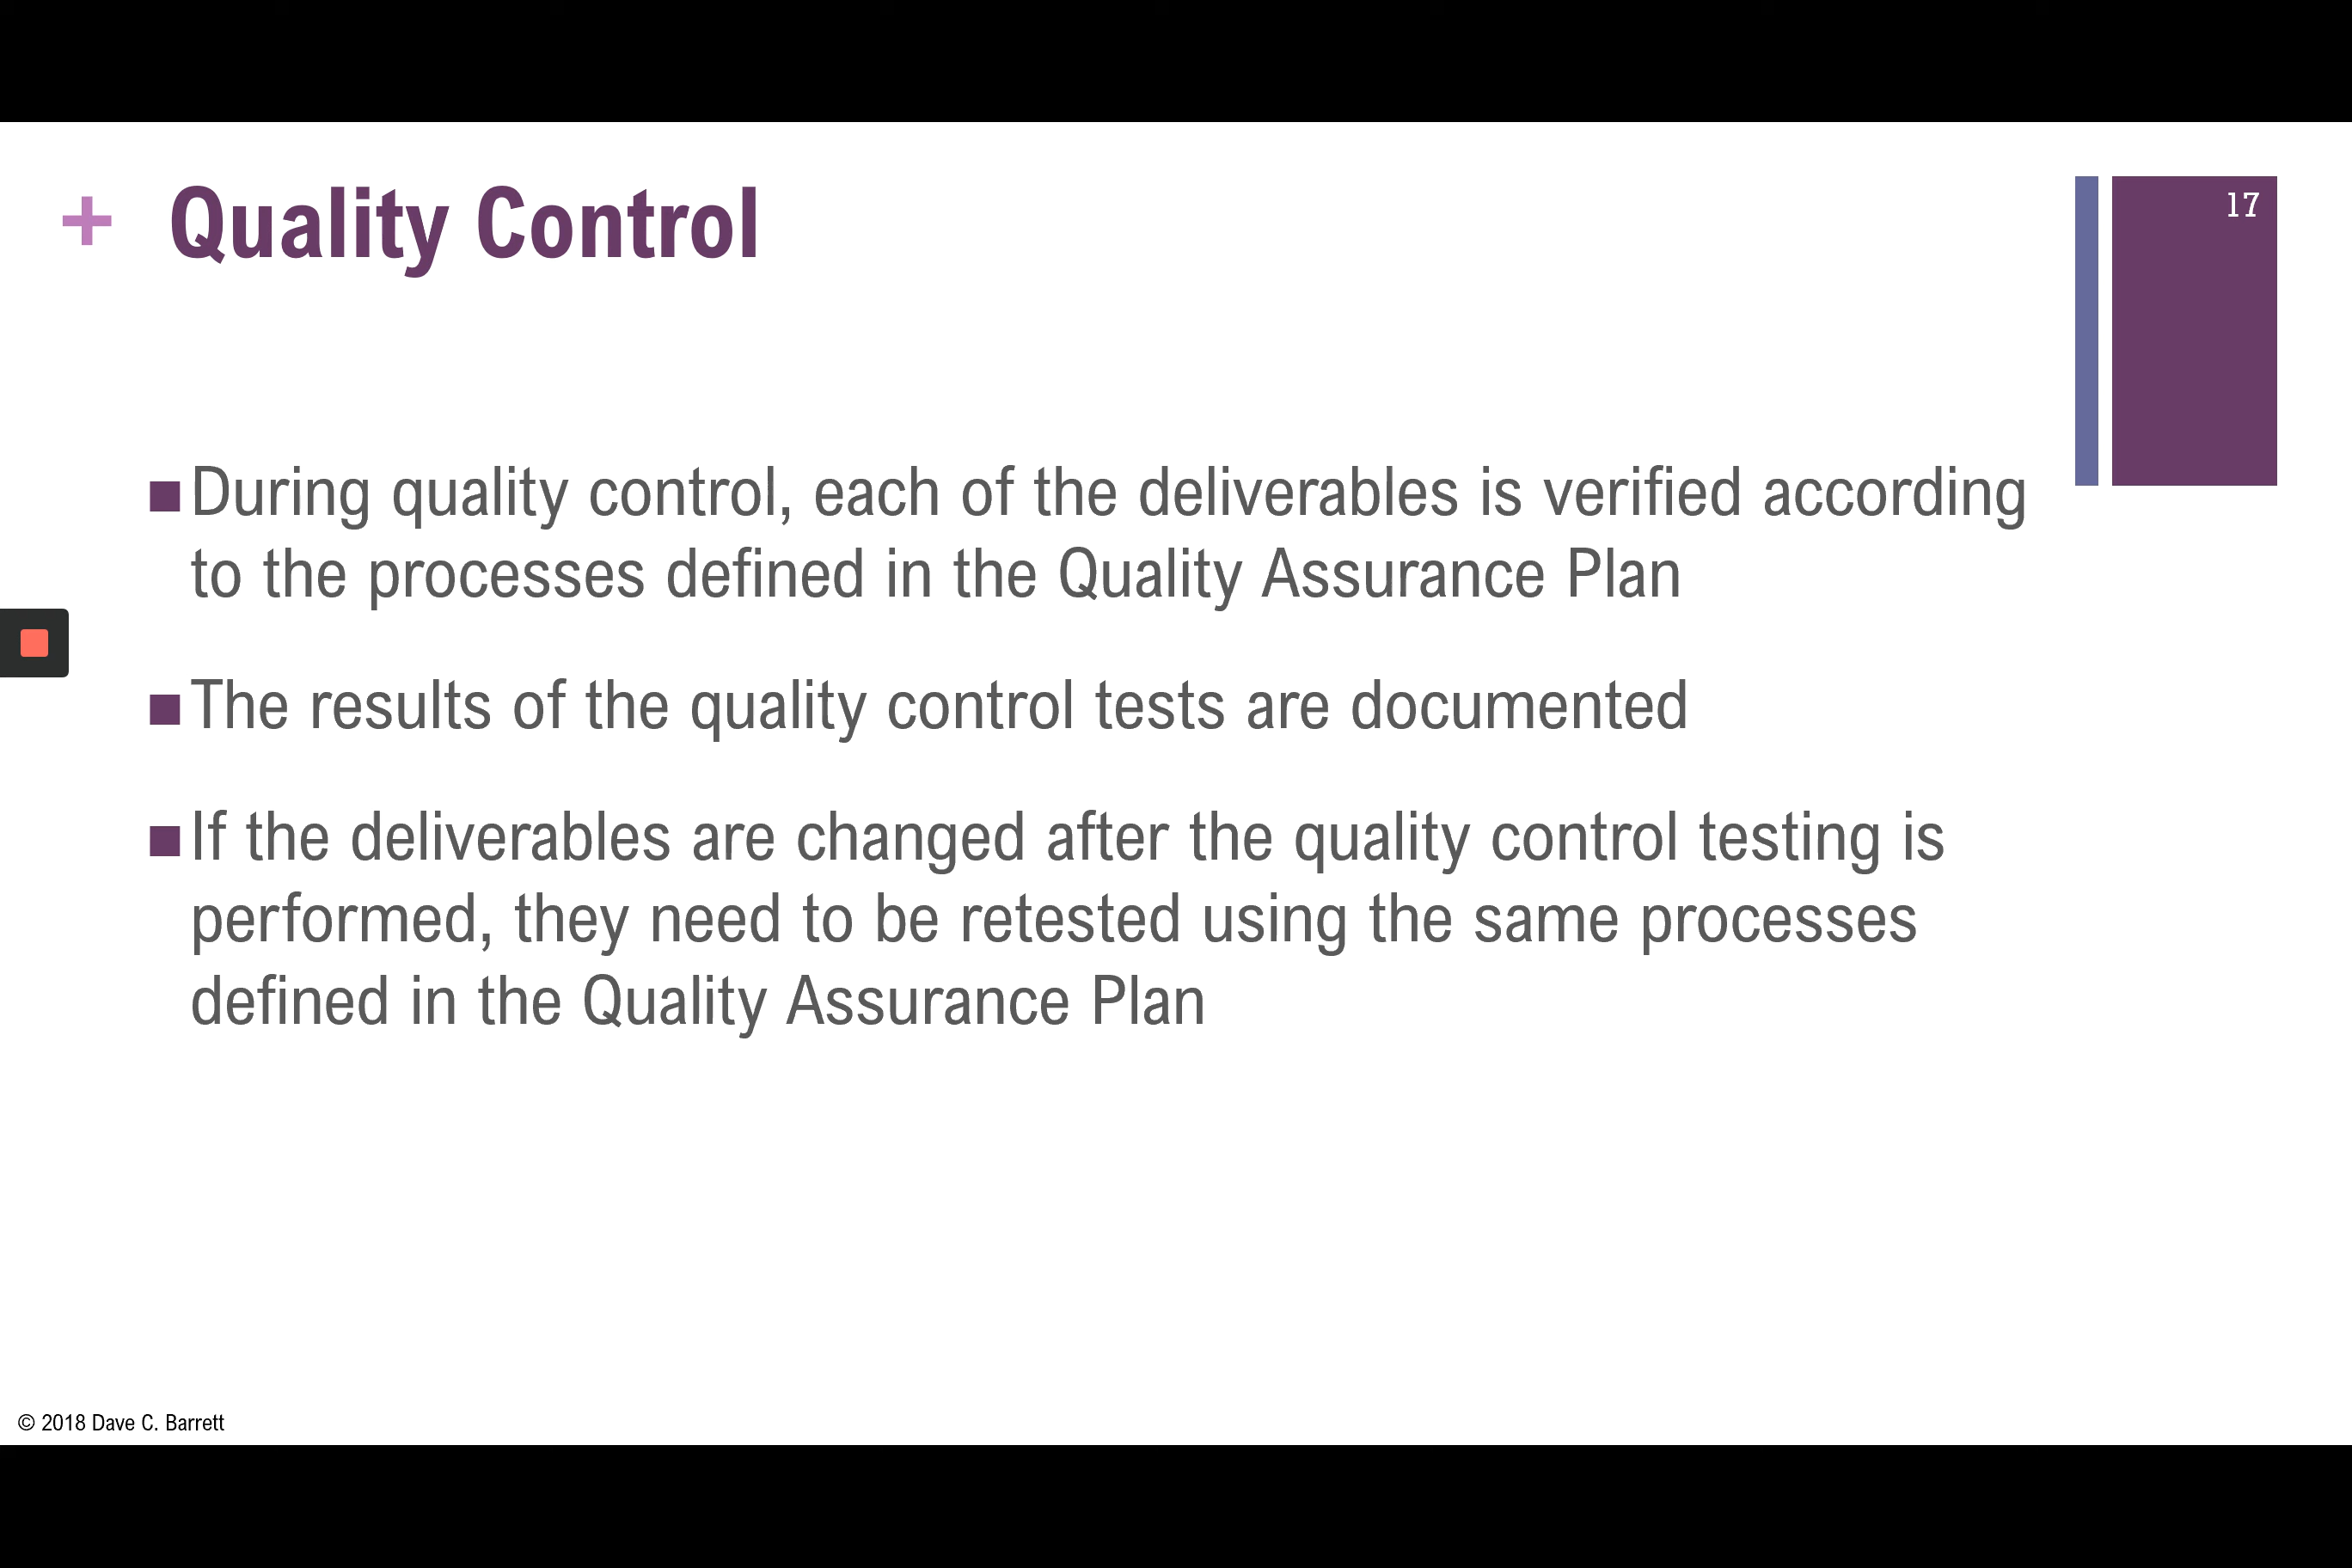 + Quality Control
17
■ During quality control, each of the deliverables is verified according
to the processes defined in the Quality Assurance Plan
■ The results of the quality control tests are documented
■ If the deliverables are changed after the quality control testing is
performed, they need to be retested using the same processes
defined in the Quality Assurance Plan
© 2018 Dave C. Barrett